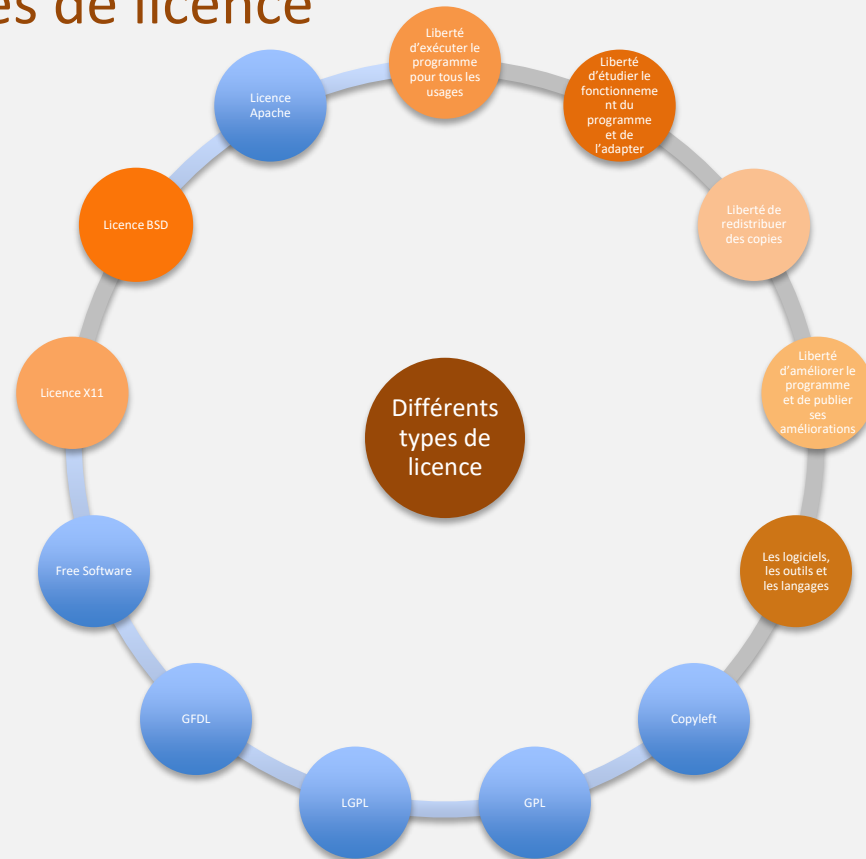 es de licence
Liberté
d'exécuter le
programme
pour tous les
usages
Liberté
d'étudier le
fonctionneme
nt du
programme
et de
l'adapter
Liberté de
redistribuer
des copies
Liberté
d'améliorer le
programme
et de publier
ses
améliorations
Les logiciels,
les outils et
les langages
Copyleft
GPL
LGPL
GFDL
Free Software
Licence X11
Licence BSD
Licence
Apache
Différents
types de
licence